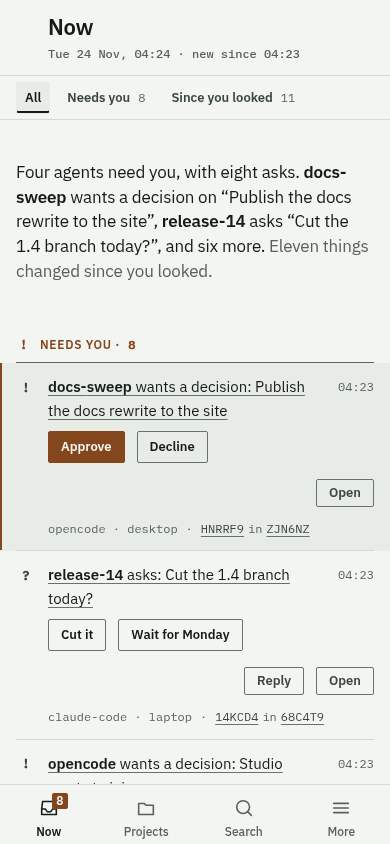 Now
Tue 24 Nov, 04:24 · new since 04:23
All
Needs you 8
Since you looked 11
Four agents need you, with eight asks. docs-
sweep wants a decision on “Publish the docs
rewrite to the site”, release-14 asks “Cut the
1.4 branch today?”, and six more. Eleven things
changed since you looked.
! NEEDS YOU · 8
! docs-sweep wants a decision: Publish 04:23
the docs rewrite to the site
Approve
Decline
Open
opencode · desktop · HNRRF9 in ZJN6NZ
? release-14 asks: Cut the 1.4 branch 04:23
today?
Cut it
Wait for Monday
Reply
Open
claude-code · laptop · 14KCD4 in 68C4T9
! opencode wants a decision: Studio 04:23
8
Now
Projects
Search
More